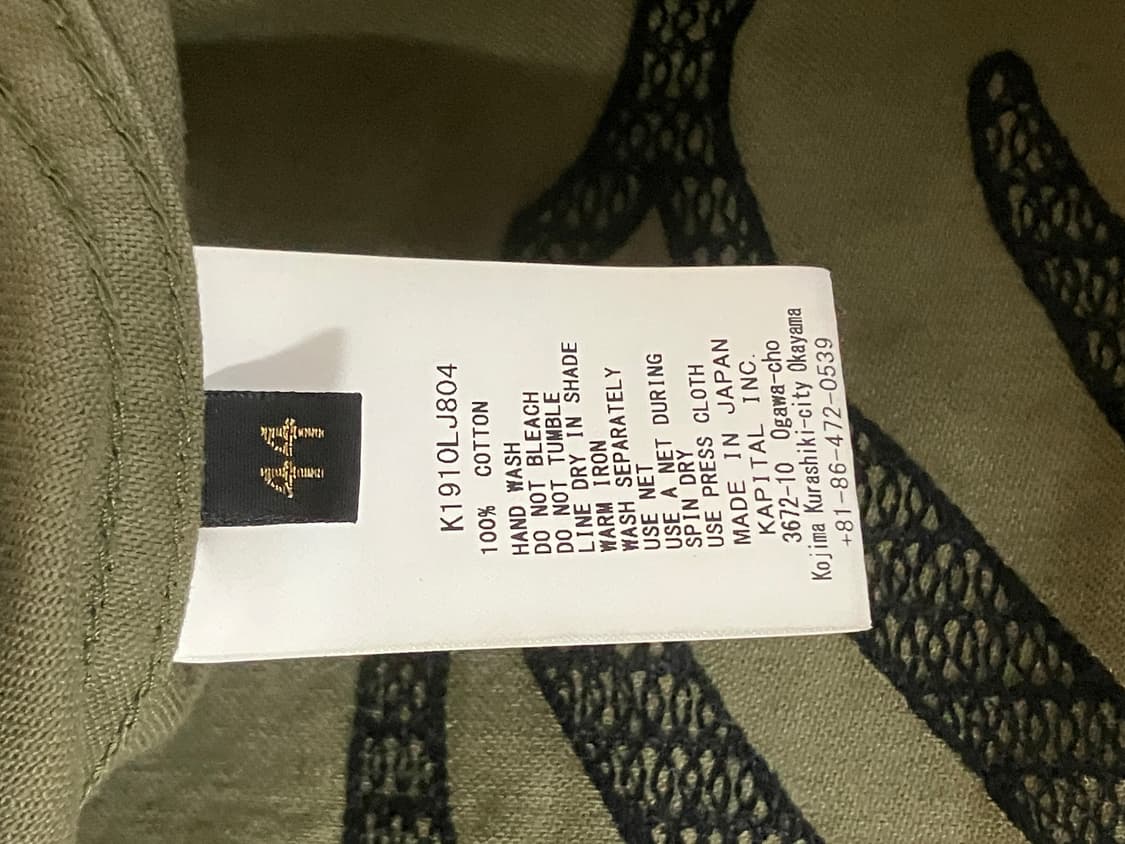 44
K1910LJ804
100% COTTON
HAND WASH
DO NOT BLEACH
DO NOT TUMBLE
LINE DRY IN SHADE
WARM IRON
WASH SEPARATELY
USE NET
USE A NET DURING
SPIN DRY
USE PRESS CLOTH
MADE IN JAPAN
KAPITAL INC.
3672-10 Ogawa-cho
Kojima Kurashiki-city Okayama
+81-86-472-0539